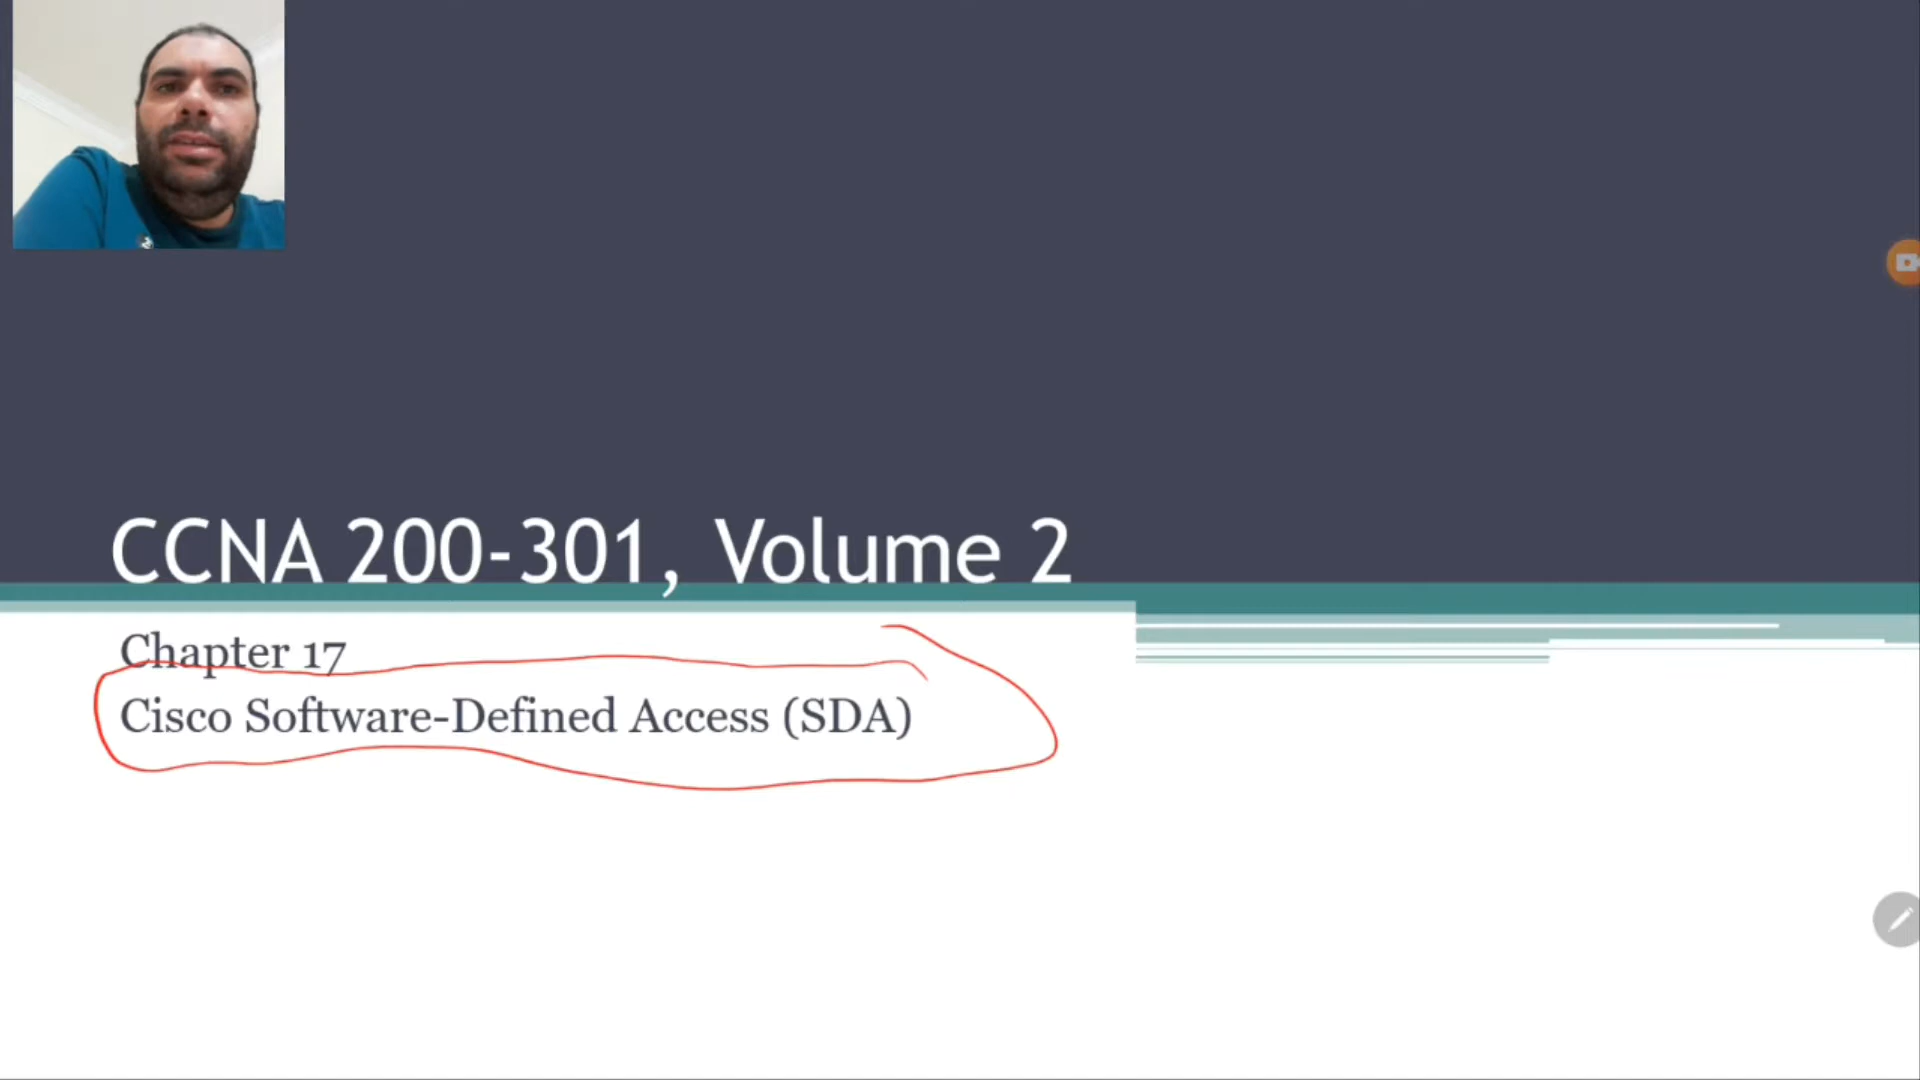 CCNA 200-301, Volume 2
Chapter 17
Cisco Software-Defined Access (SDA)